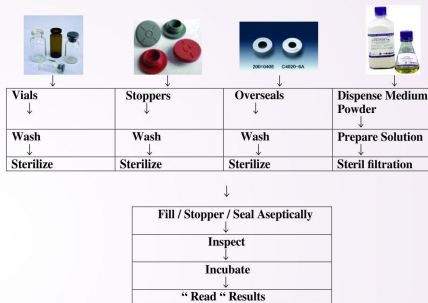 20010405 C4020-6A
Vials Stoppers Overseals Dispense Medium
Powder
Wash Wash Wash Prepare Solution
Sterilize Sterilize Sterilize Steril filtration
Fill / Stopper / Seal Aseptically
Inspect
Incubate
“ Read “ Results